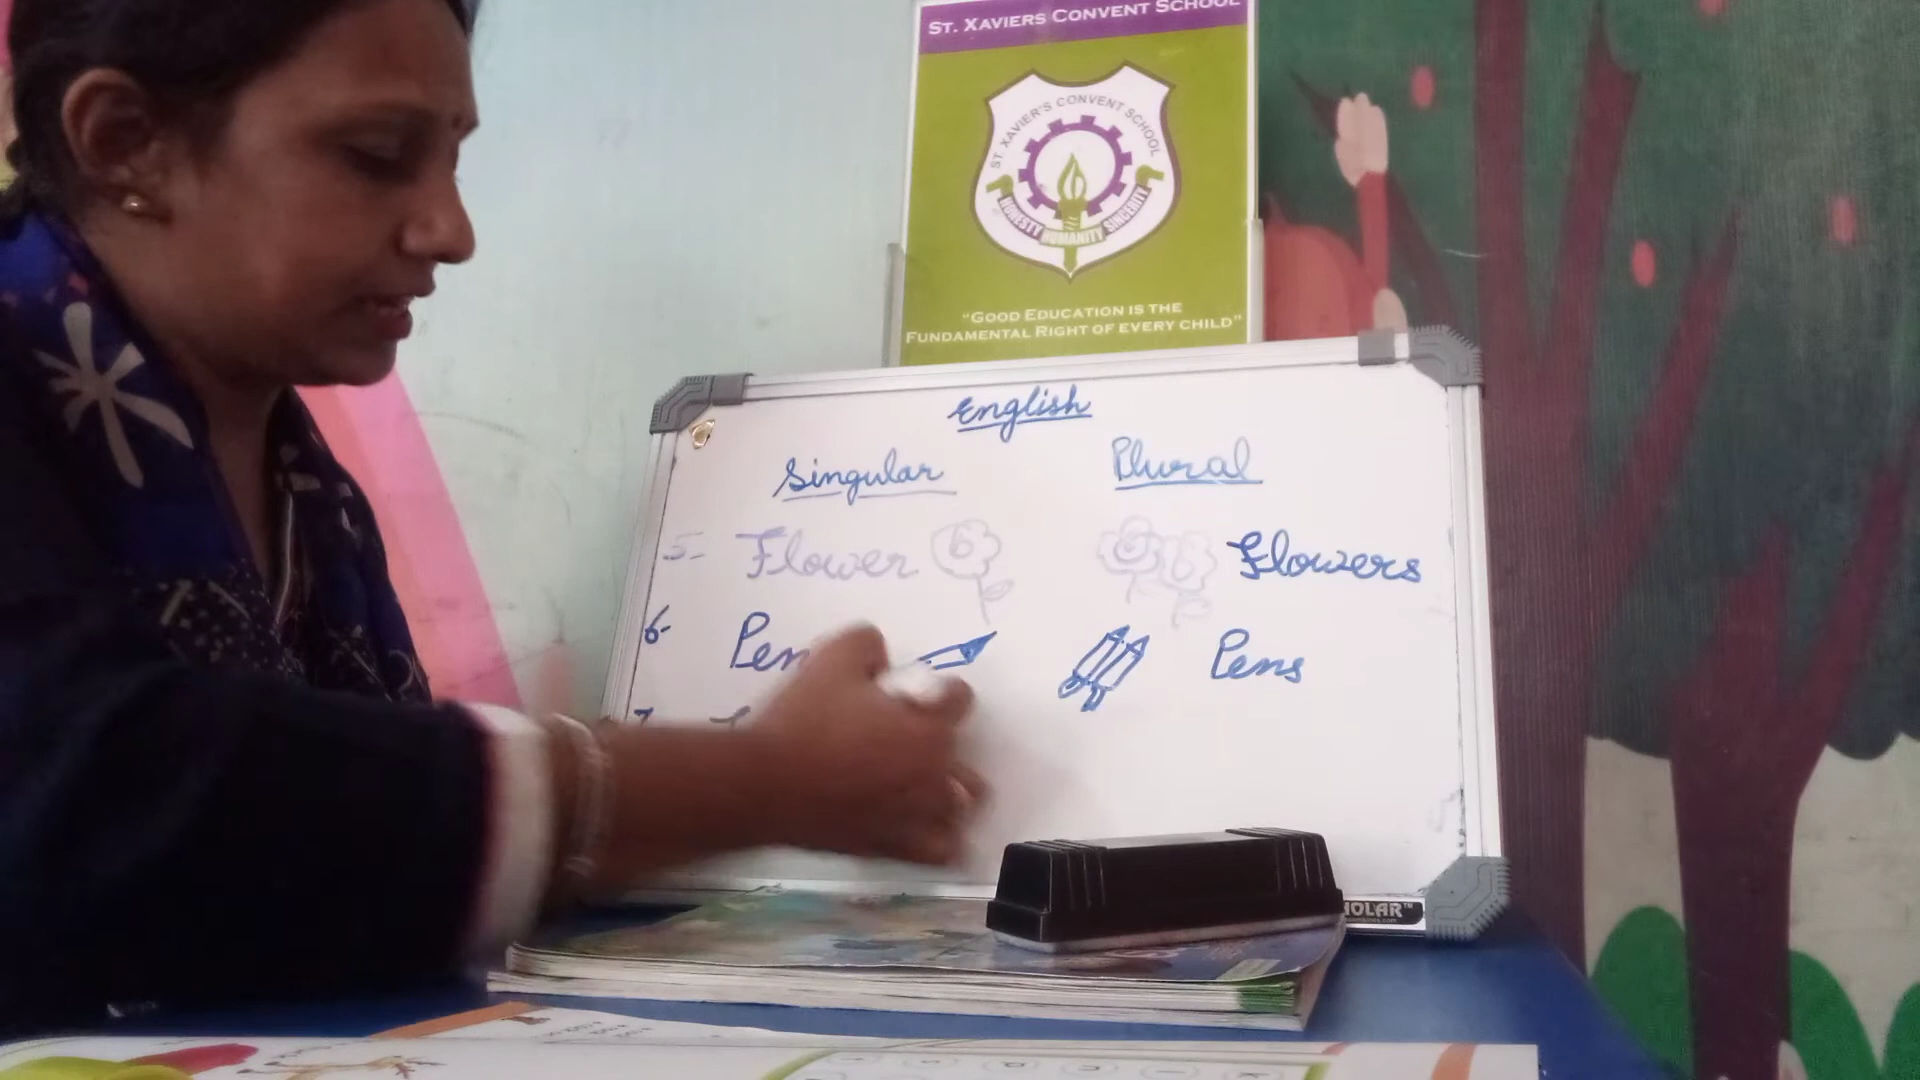 ST. XAVIERS CONVENT SCHOOL
ST. XAVIER'S CONVENT SCHOOL
HONESTY HUMANITY SINCERITY
"GOOD EDUCATION IS THE
FUNDAMENTAL RIGHT OF EVERY CHILD"
English
Singular Plural
5- Flower Flowers
6- Pen Pens
7-